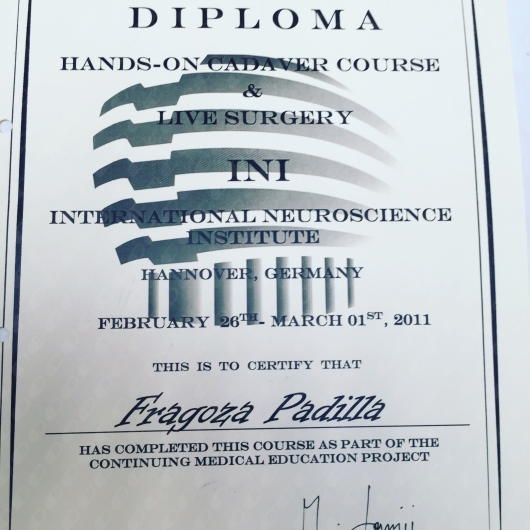 DIPLOMA
HANDS-ON CADAVER COURSE
&
LIVE SURGERY
INI
INTERNATIONAL NEUROSCIENCE
INSTITUTE
HANNOVER, GERMANY
FEBRUARY 26TH - MARCH 01ST, 2011
THIS IS TO CERTIFY THAT
Fragoza Padilla
HAS COMPLETED THIS COURSE AS PART OF THE
CONTINUING MEDICAL EDUCATION PROJECT